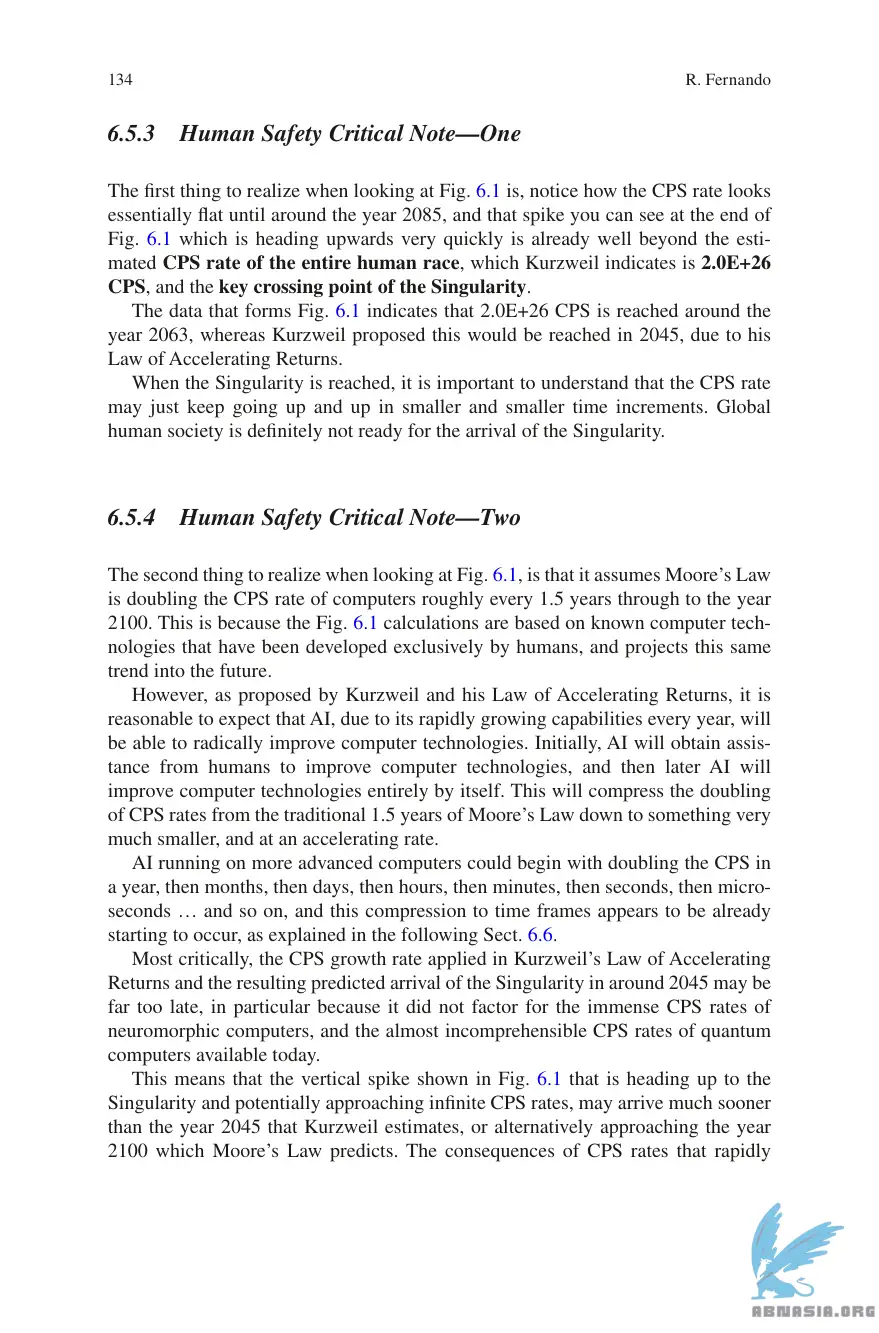 134
R. Fernando
6.5.3 Human Safety Critical Note—One
The first thing to realize when looking at Fig. 6.1 is, notice how the CPS rate looks
essentially flat until around the year 2085, and that spike you can see at the end of
Fig. 6.1 which is heading upwards very quickly is already well beyond the esti-
mated CPS rate of the entire human race, which Kurzweil indicates is 2.0E+26
CPS, and the key crossing point of the Singularity.
The data that forms Fig. 6.1 indicates that 2.0E+26 CPS is reached around the
year 2063, whereas Kurzweil proposed this would be reached in 2045, due to his
Law of Accelerating Returns.
When the Singularity is reached, it is important to understand that the CPS rate
may just keep going up and up in smaller and smaller time increments. Global
human society is definitely not ready for the arrival of the Singularity.
6.5.4 Human Safety Critical Note—Two
The second thing to realize when looking at Fig. 6.1, is that it assumes Moore’s Law
is doubling the CPS rate of computers roughly every 1.5 years through to the year
2100. This is because the Fig. 6.1 calculations are based on known computer tech-
nologies that have been developed exclusively by humans, and projects this same
trend into the future.
However, as proposed by Kurzweil and his Law of Accelerating Returns, it is
reasonable to expect that AI, due to its rapidly growing capabilities every year, will
be able to radically improve computer technologies. Initially, AI will obtain assis-
tance from humans to improve computer technologies, and then later AI will
improve computer technologies entirely by itself. This will compress the doubling
of CPS rates from the traditional 1.5 years of Moore’s Law down to something very
much smaller, and at an accelerating rate.
AI running on more advanced computers could begin with doubling the CPS in
a year, then months, then days, then hours, then minutes, then seconds, then micro-
seconds … and so on, and this compression to time frames appears to be already
starting to occur, as explained in the following Sect. 6.6.
Most critically, the CPS growth rate applied in Kurzweil’s Law of Accelerating
Returns and the resulting predicted arrival of the Singularity in around 2045 may be
far too late, in particular because it did not factor for the immense CPS rates of
neuromorphic computers, and the almost incomprehensible CPS rates of quantum
computers available today.
This means that the vertical spike shown in Fig. 6.1 that is heading up to the
Singularity and potentially approaching infinite CPS rates, may arrive much sooner
than the year 2045 that Kurzweil estimates, or alternatively approaching the year
2100 which Moore’s Law predicts. The consequences of CPS rates that rapidly
ABNASIA.ORG